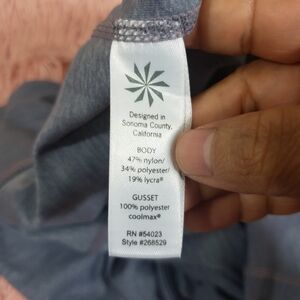 Designed in
Sonoma County,
California
BODY
47% nylon/
34% polyester/
19% lycra®
GUSSET
100% polyester
coolmax®
RN #54023
Style #268529